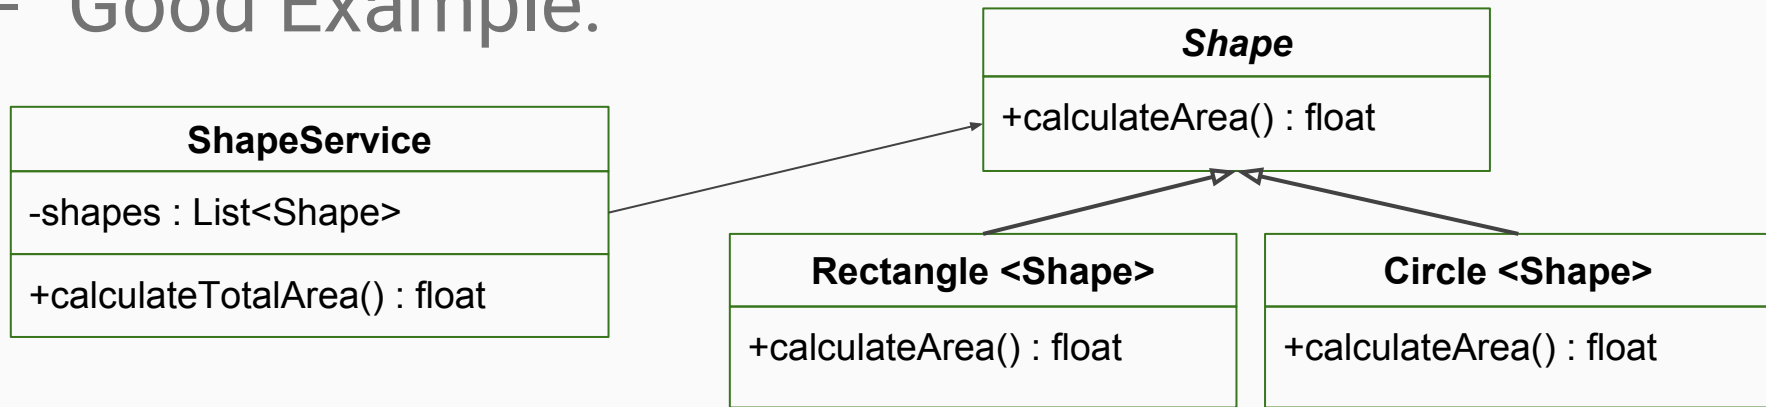 - Good Example:
Shape
+calculateArea() : float
ShapeService
-shapes : List<Shape>
+calculateTotalArea() : float
Rectangle <Shape>
+calculateArea() : float
Circle <Shape>
+calculateArea() : float